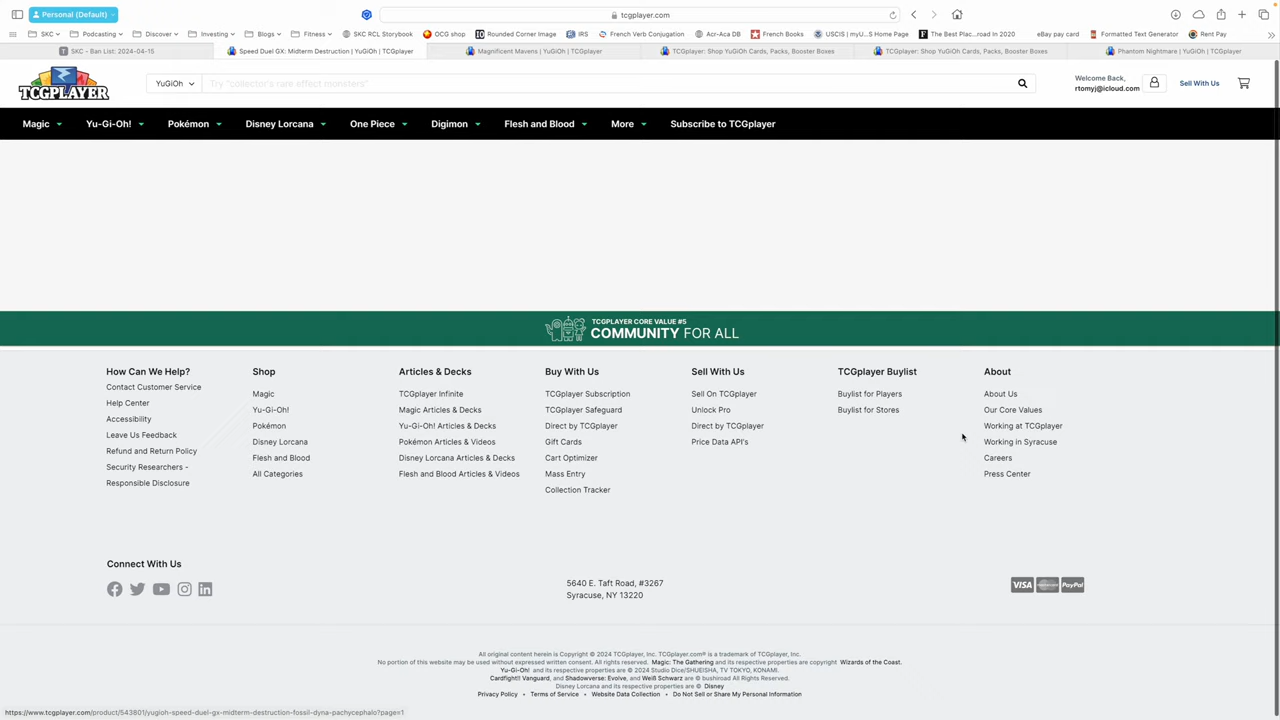 Personal (Default)
tcgplayer.com
SKC
Podcasting
Discover
Investing
Blogs
Fitness
SKC RCL Storybook
OCG shop
Rounded Corner Image
IRS
French Verb Conjugation
Acr-Aca DB
French Books
USCIS | myU...S Home Page
The Best Plac...road In 2020
eBay pay card
Formatted Text Generator
Rent Pay
SKC - Ban List: 2024-04-15
Speed Duel GX: Midterm Destruction | YuGiOh | TCGplayer
Magnificent Mavens | YuGiOh | TCGplayer
TCGplayer: Shop YuGiOh Cards, Packs, Booster Boxes
TCGplayer: Shop YuGiOh Cards, Packs, Booster Boxes
Phantom Nightmare | YuGiOh | TCGplayer
TCGPLAYER
YuGiOh
Try "collector's rare effect monsters"
Welcome Back,
rtomyj@icloud.com
Sell With Us
Magic
Yu-Gi-Oh!
Pokémon
Disney Lorcana
One Piece
Digimon
Flesh and Blood
More
Subscribe to TCGplayer
TCGPLAYER CORE VALUE #5
COMMUNITY FOR ALL
How Can We Help?
Contact Customer Service
Help Center
Accessibility
Leave Us Feedback
Refund and Return Policy
Security Researchers -
Responsible Disclosure
Shop
Magic
Yu-Gi-Oh!
Pokémon
Disney Lorcana
Flesh and Blood
All Categories
Articles & Decks
TCGplayer Infinite
Magic Articles & Decks
Yu-Gi-Oh! Articles & Decks
Pokémon Articles & Videos
Disney Lorcana Articles & Decks
Flesh and Blood Articles & Videos
Buy With Us
TCGplayer Subscription
TCGplayer Safeguard
Direct by TCGplayer
Gift Cards
Cart Optimizer
Mass Entry
Collection Tracker
Sell With Us
Sell On TCGplayer
Unlock Pro
Direct by TCGplayer
Price Data API's
TCGplayer Buylist
Buylist for Players
Buylist for Stores
About
About Us
Our Core Values
Working at TCGplayer
Working in Syracuse
Careers
Press Center
Connect With Us
5640 E. Taft Road, #3267
Syracuse, NY 13220
VISA
PayPal
All original content herein is Copyright © 2024 TCGplayer, Inc. TCGplayer.com® is a trademark of TCGplayer, Inc.
No portion of this website may be used without expressed written consent. All rights reserved. Magic: The Gathering and its respective properties are copyright Wizards of the Coast.
Yu-Gi-Oh! and its respective properties are © 2024 Studio Dice/SHUEISHA, TV TOKYO, KONAMI.
Cardfight!! Vanguard, and Shadowverse: Evolve, and Weiß Schwarz are © bushiroad All Rights Reserved.
Disney Lorcana and its respective properties are © Disney
Privacy Policy • Terms of Service • Website Data Collection • Do Not Sell or Share My Personal Information
https://www.tcgplayer.com/product/543801/yugioh-speed-duel-gx-midterm-destruction-fossil-dyna-pachycephalo?page=1